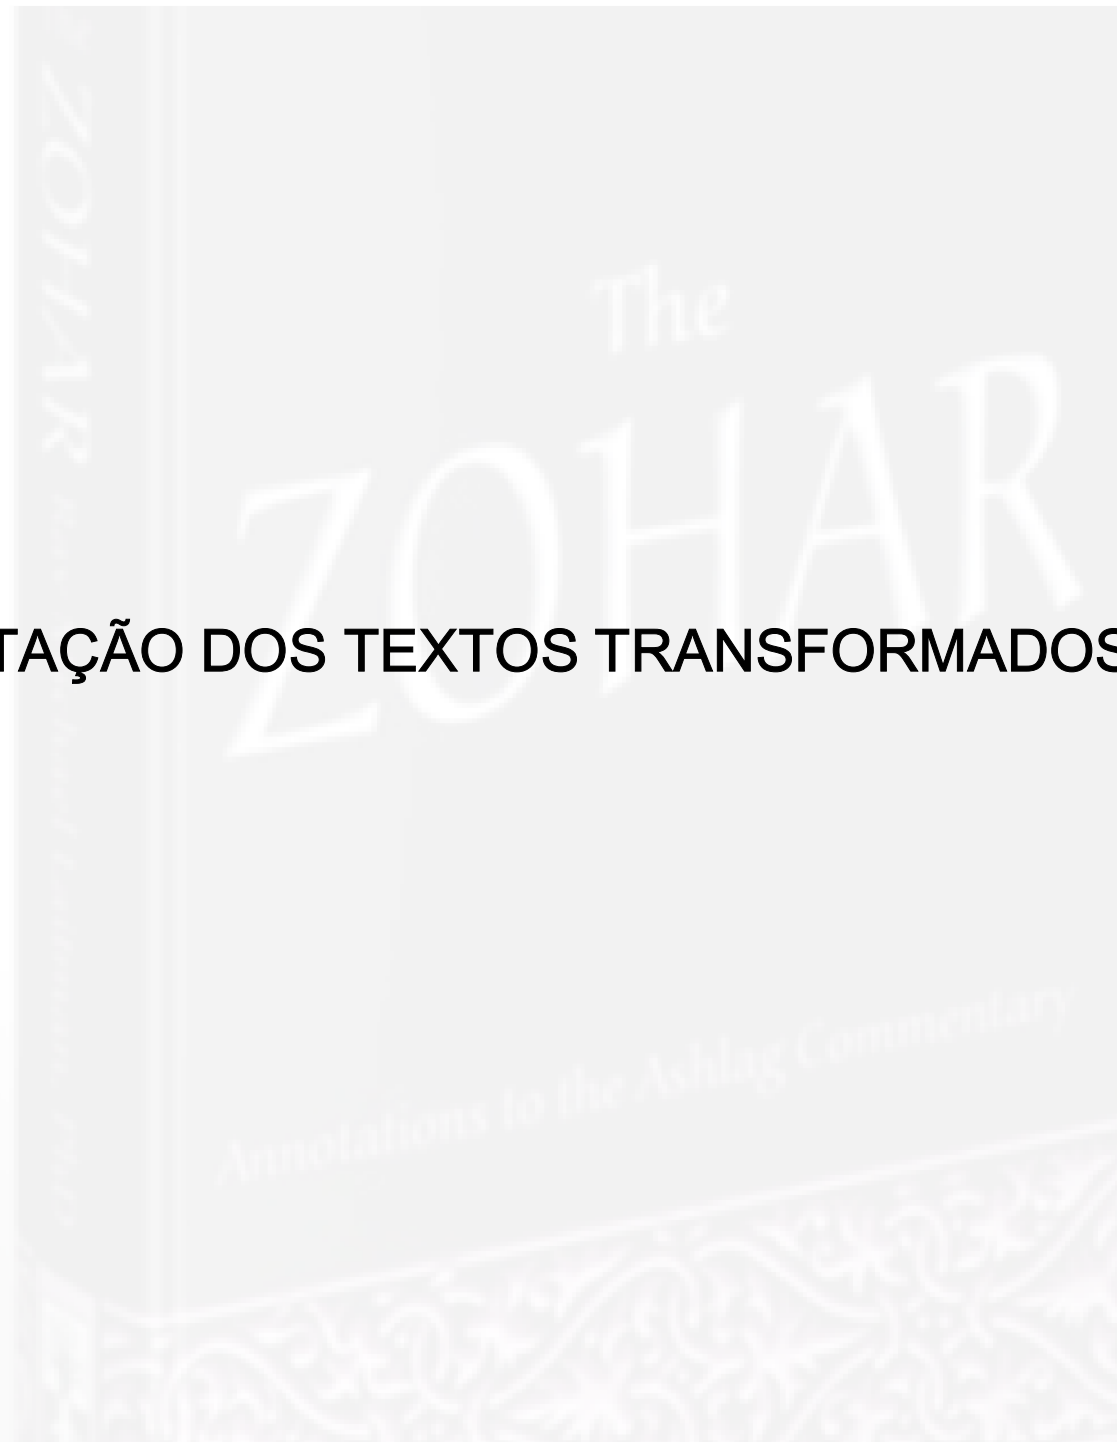 ZOHAR
The
ZOHAR
TAÇÃO DOS TEXTOS TRANSFORMADOS
Annotations to the Ashlag Commentary